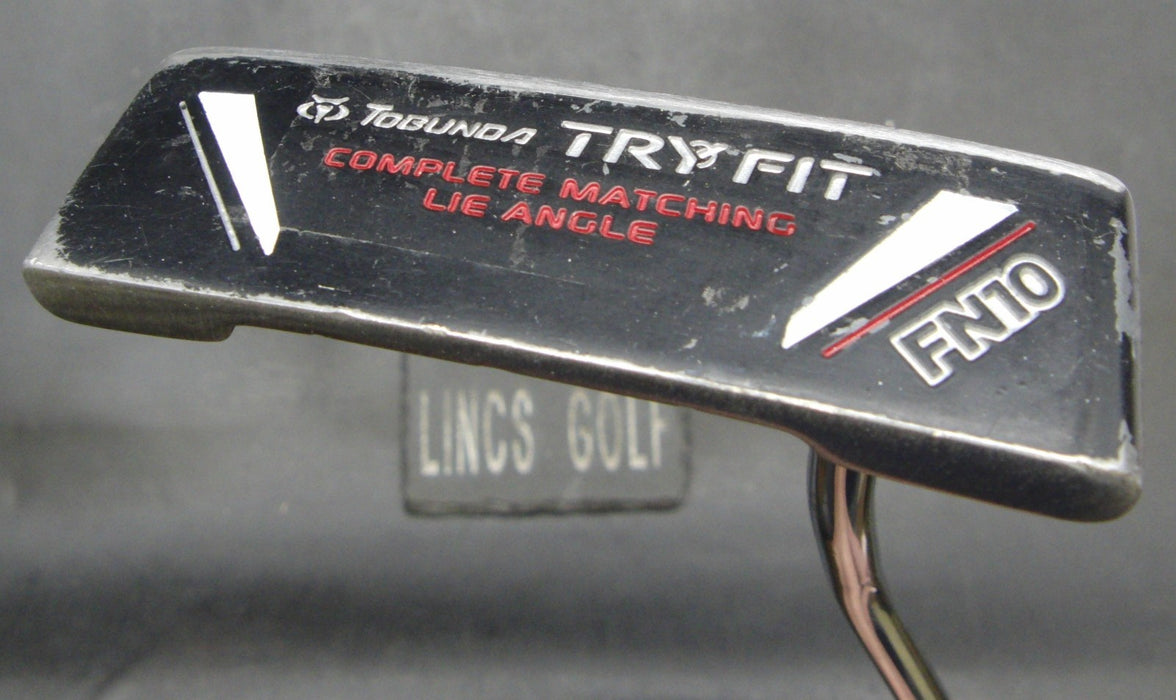 TOBUNDA TRY FIT
COMPLETE MATCHING
LIE ANGLE
FN10
LINCS GOLF